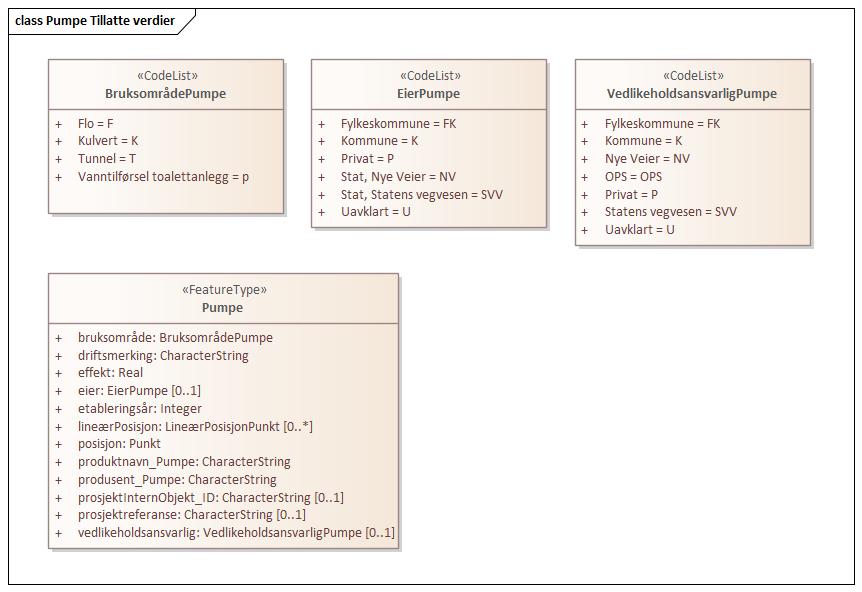 class Pumpe Tillatte verdier
«CodeList»
BruksområdePumpe
+ Flo = F
+ Kulvert = K
+ Tunnel = T
+ Vanntilførsel toalettanlegg = p
«CodeList»
EierPumpe
+ Fylkeskommune = FK
+ Kommune = K
+ Privat = P
+ Stat, Nye Veier = NV
+ Stat, Statens vegvesen = SVV
+ Uavklart = U
«CodeList»
VedlikeholdsansvarligPumpe
+ Fylkeskommune = FK
+ Kommune = K
+ Nye Veier = NV
+ OPS = OPS
+ Privat = P
+ Statens vegvesen = SVV
+ Uavklart = U
«FeatureType»
Pumpe
+ bruksområde: BruksområdePumpe
+ driftsmerking: CharacterString
+ effekt: Real
+ eier: EierPumpe [0..1]
+ etableringsår: Integer
+ lineærPosisjon: LineærPosisjonPunkt [0..*]
+ posisjon: Punkt
+ produktnavn_Pumpe: CharacterString
+ produsent_Pumpe: CharacterString
+ prosjektInternObjekt_ID: CharacterString [0..1]
+ prosjektreferanse: CharacterString [0..1]
+ vedlikeholdsansvarlig: VedlikeholdsansvarligPumpe [0..1]